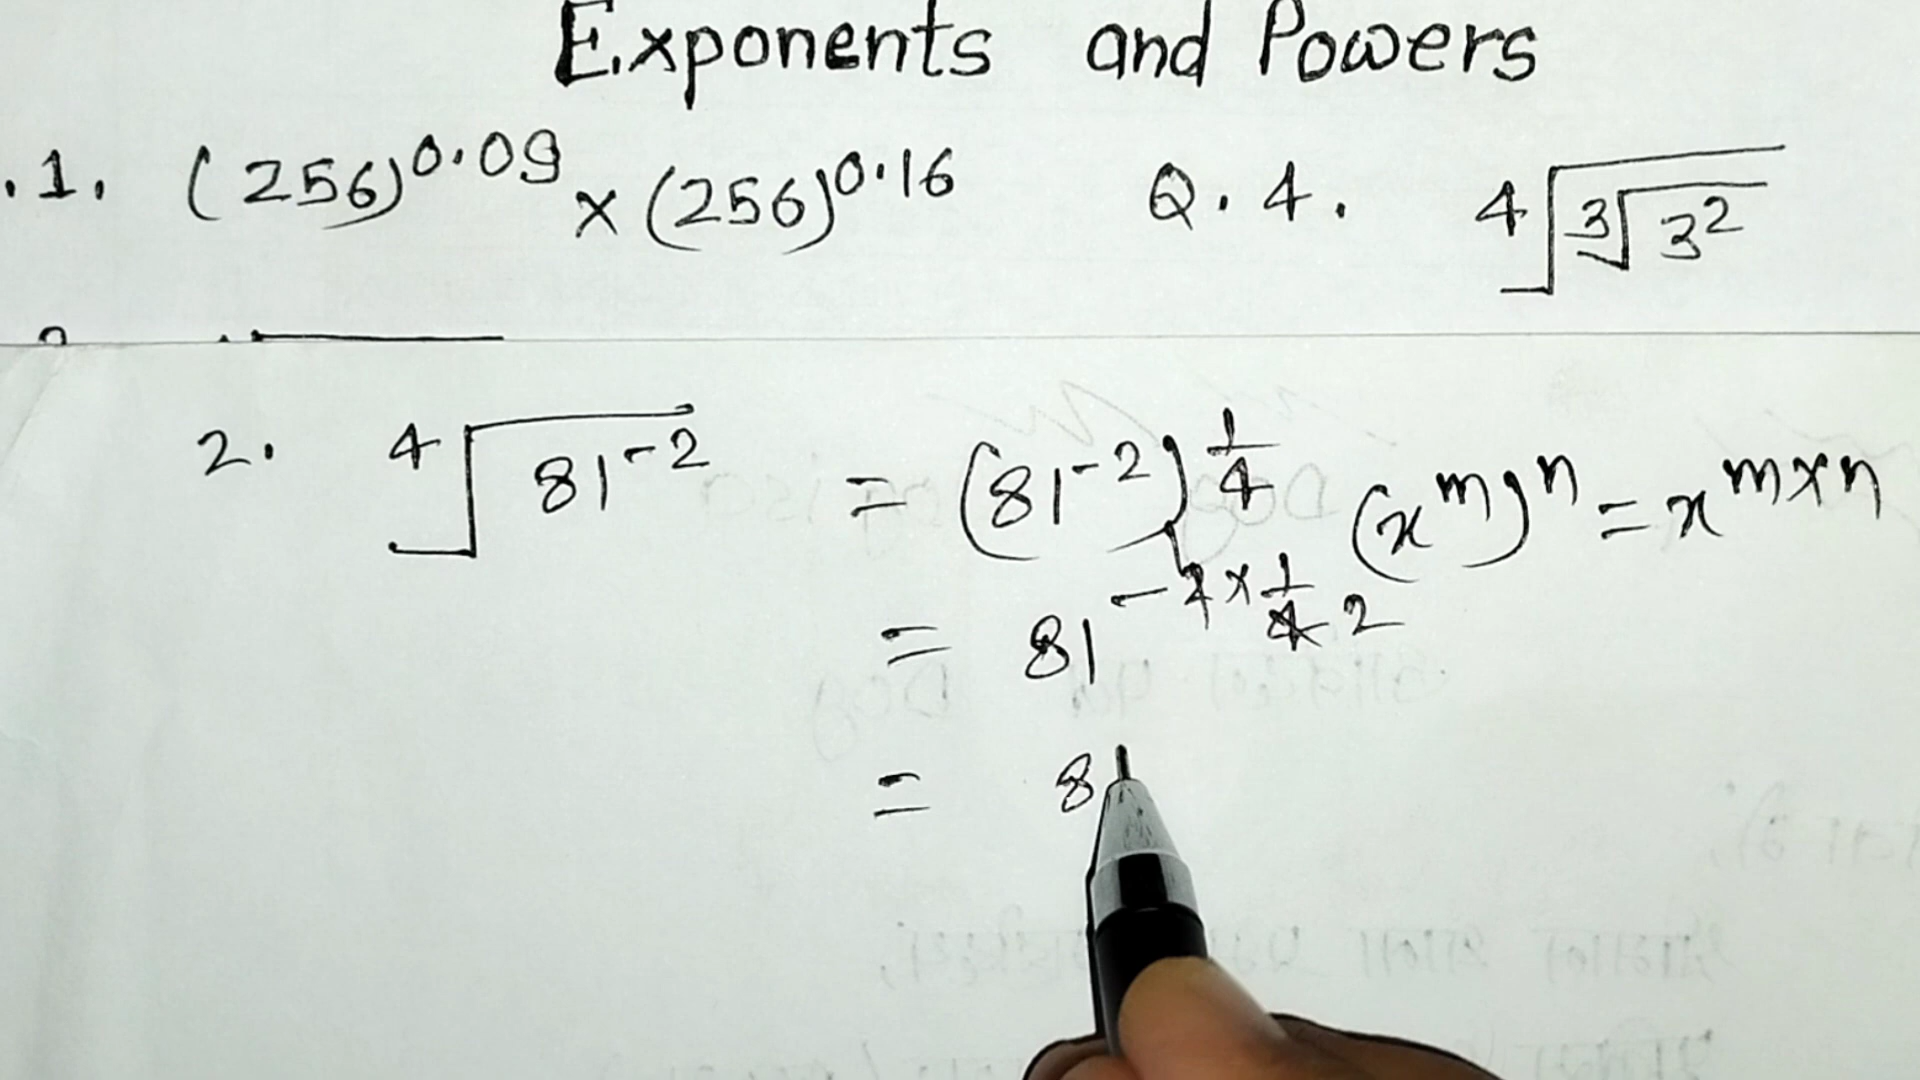 Exponents and Powers
.1. (256)^0.09 × (256)^0.16
Q.4. ⁴√(³√(3²))
2. ⁴√(81⁻²) = (81⁻²)^(1/4) (x^m)^n = x^(m×n)
= 81^(-2×1/4) 2
= 8